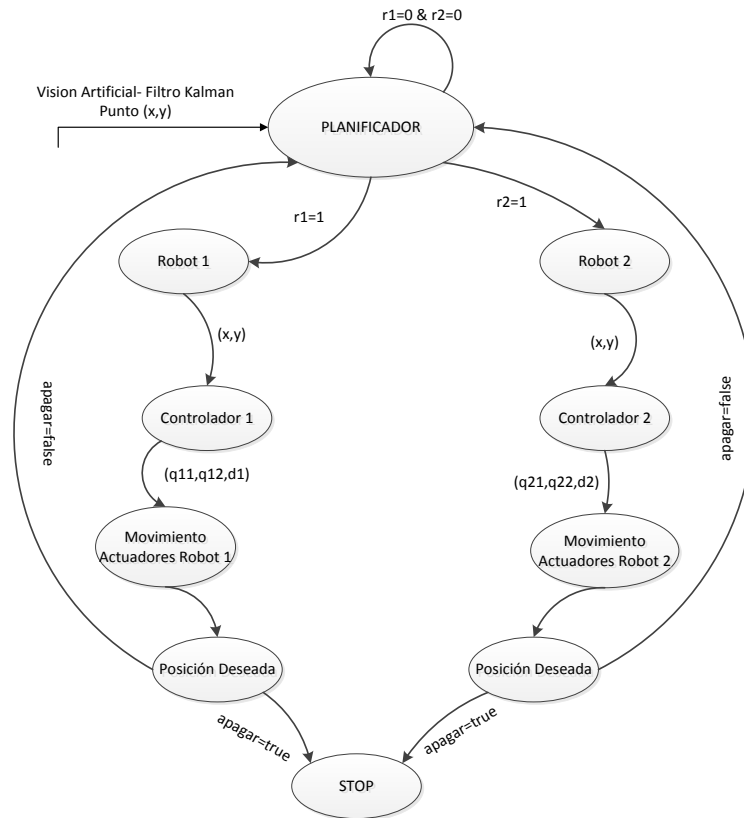 r1=0 & r2=0
Vision Artificial- Filtro Kalman
Punto (x,y)
PLANIFICADOR
r1=1
r2=1
Robot 1
Robot 2
(x,y)
(x,y)
apagar=false
apagar=false
Controlador 1
Controlador 2
(q11,q12,d1)
(q21,q22,d2)
Movimiento
Actuadores Robot 1
Movimiento
Actuadores Robot 2
Posición Deseada
Posición Deseada
apagar=true
apagar=true
STOP